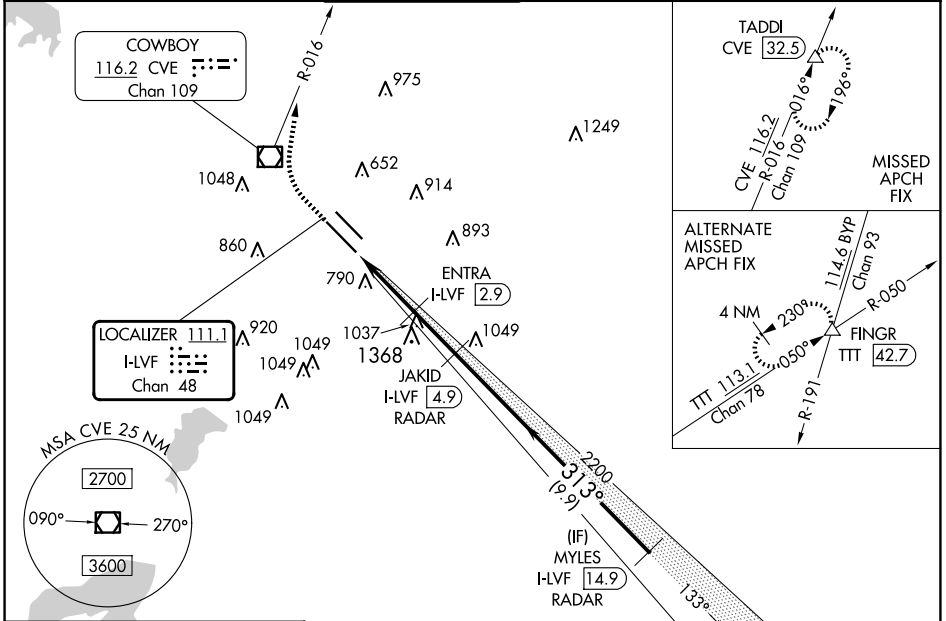 COWBOY
116.2 CVE
Chan 109
R-016
975
1249
652
1048
914
893
860
790
ENTRA
I-LVF 2.9
LOCALIZER 111.1
I-LVF
Chan 48
920
1049
1049
1049
1037
1368
1049
JAKID
I-LVF 4.9
RADAR
2200
313°
(9.9)
(IF)
MYLES
I-LVF 14.9
RADAR
133°
MSA CVE 25 NM
2700
090°
270°
3600
TADDI
CVE 32.5
016°
196°
CVE 116.2
R-016
Chan 109
MISSED
APCH
FIX
ALTERNATE
MISSED
APCH FIX
114.6 BYP
Chan 93
R-050
4 NM
230°
FINGR
TTT 42.7
050°
TTT 113.1
Chan 78
R-191